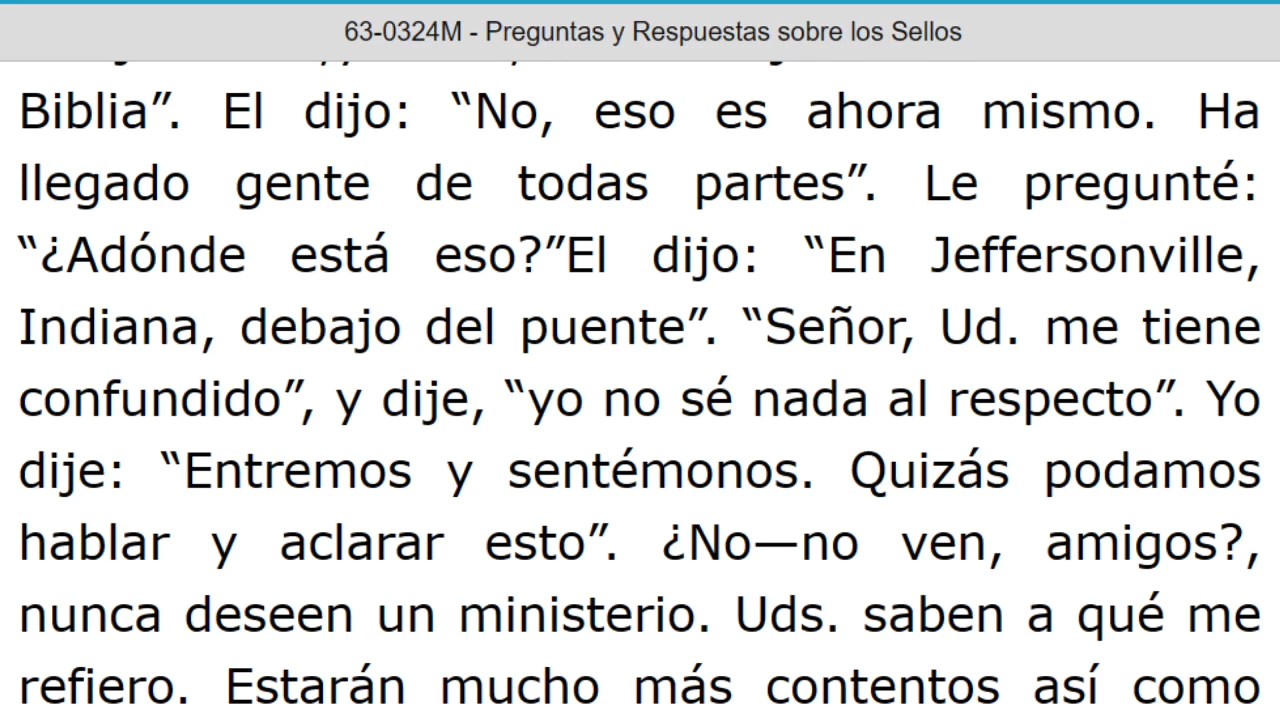 63-0324M - Preguntas y Respuestas sobre los Sellos
Biblia”. El dijo: “No, eso es ahora mismo. Ha
llegado gente de todas partes”. Le pregunté:
“¿Adónde está eso?”El dijo: “En Jeffersonville,
Indiana, debajo del puente”. “Señor, Ud. me tiene
confundido”, y dije, “yo no sé nada al respecto”. Yo
dije: “Entremos y sentémonos. Quizás podamos
hablar y aclarar esto”. ¿No—no ven, amigos?,
nunca deseen un ministerio. Uds. saben a qué me
refiero. Estarán mucho más contentos así como